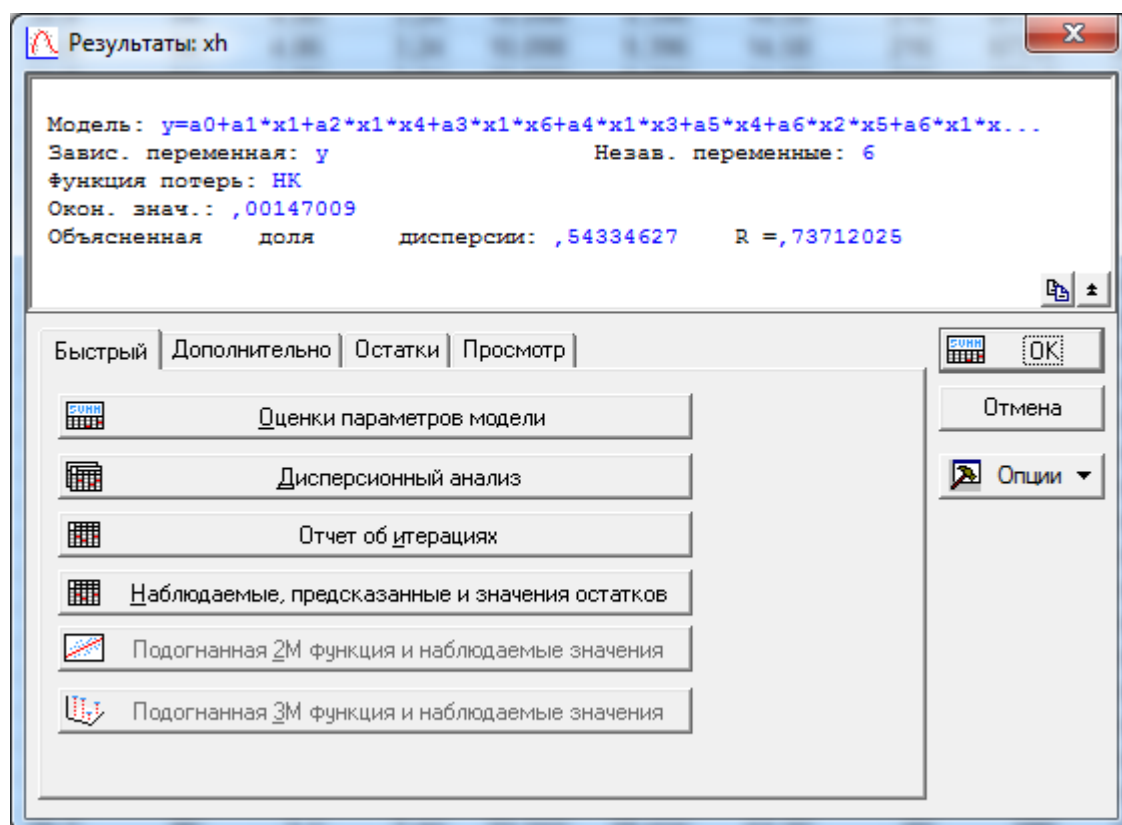 Результаты: xh
Модель: y=a0+a1*x1+a2*x1*x4+a3*x1*x6+a4*x1*x3+a5*x4+a6*x2*x5+a6*x1*x...
Завис. переменная: y Незав. переменные: 6
Функция потерь: НК
Окон. знач.: ,00147009
Объясненная доля дисперсии: ,54334627 R =,73712025
Быстрый Дополнительно Остатки Просмотр
OK
Оценки параметров модели
Отмена
Дисперсионный анализ
Опции
Отчет об итерациях
Наблюдаемые, предсказанные и значения остатков
Подогнанная 2М функция и наблюдаемые значения
Подогнанная 3М функция и наблюдаемые значения